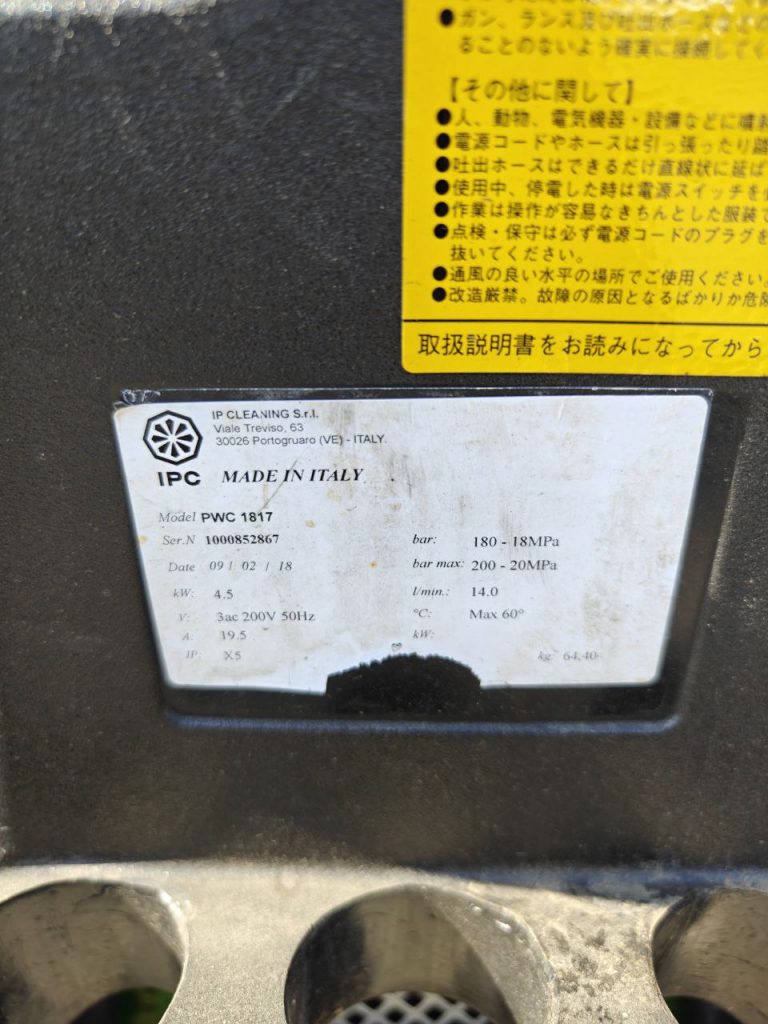 ●ガン、ランス及び吐出ホースなどの
ることのないよう確実に接続してく
【その他に関して】
●人、動物、電気機器・設備などに噴射
●電源コードやホースは引っ張ったり踏
●吐出ホースはできるだけ直線状に延ば
●使用中、停電した時は電源スイッチを
●作業は操作が容易なきちんとした服装で
●点検・保守は必ず電源コードのプラグを
抜いてください。
●通風の良い水平の場所でご使用ください。
●改造厳禁。故障の原因となるばかりか危険
取扱説明書をお読みになってから
IP CLEANING S.r.l.
Viale Treviso, 63
30026 Portogruaro (VE) - ITALY.
IPC MADE IN ITALY
Model PWC 1817
Ser.N 1000852867
bar: 180 - 18MPa
Date 09 / 02 / 18
bar max: 200 - 20MPa
kW: 4.5
l/min.: 14.0
V: 3ac 200V 50Hz
°C: Max 60°
A: 19.5
kW:
IP: X5
kg: 64,40